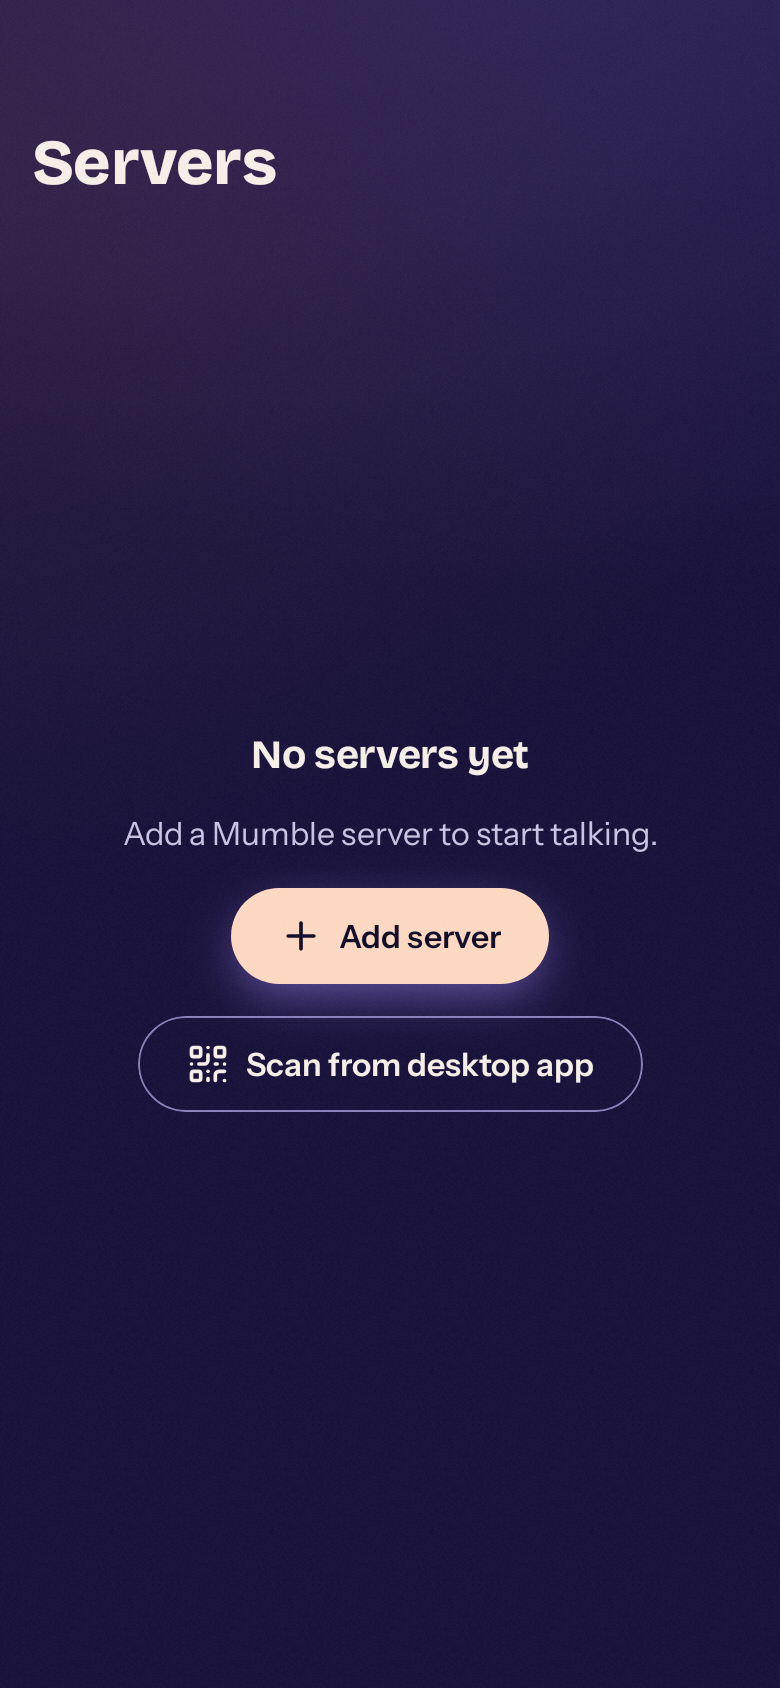 Servers
No servers yet
Add a Mumble server to start talking.
Add server
Scan from desktop app